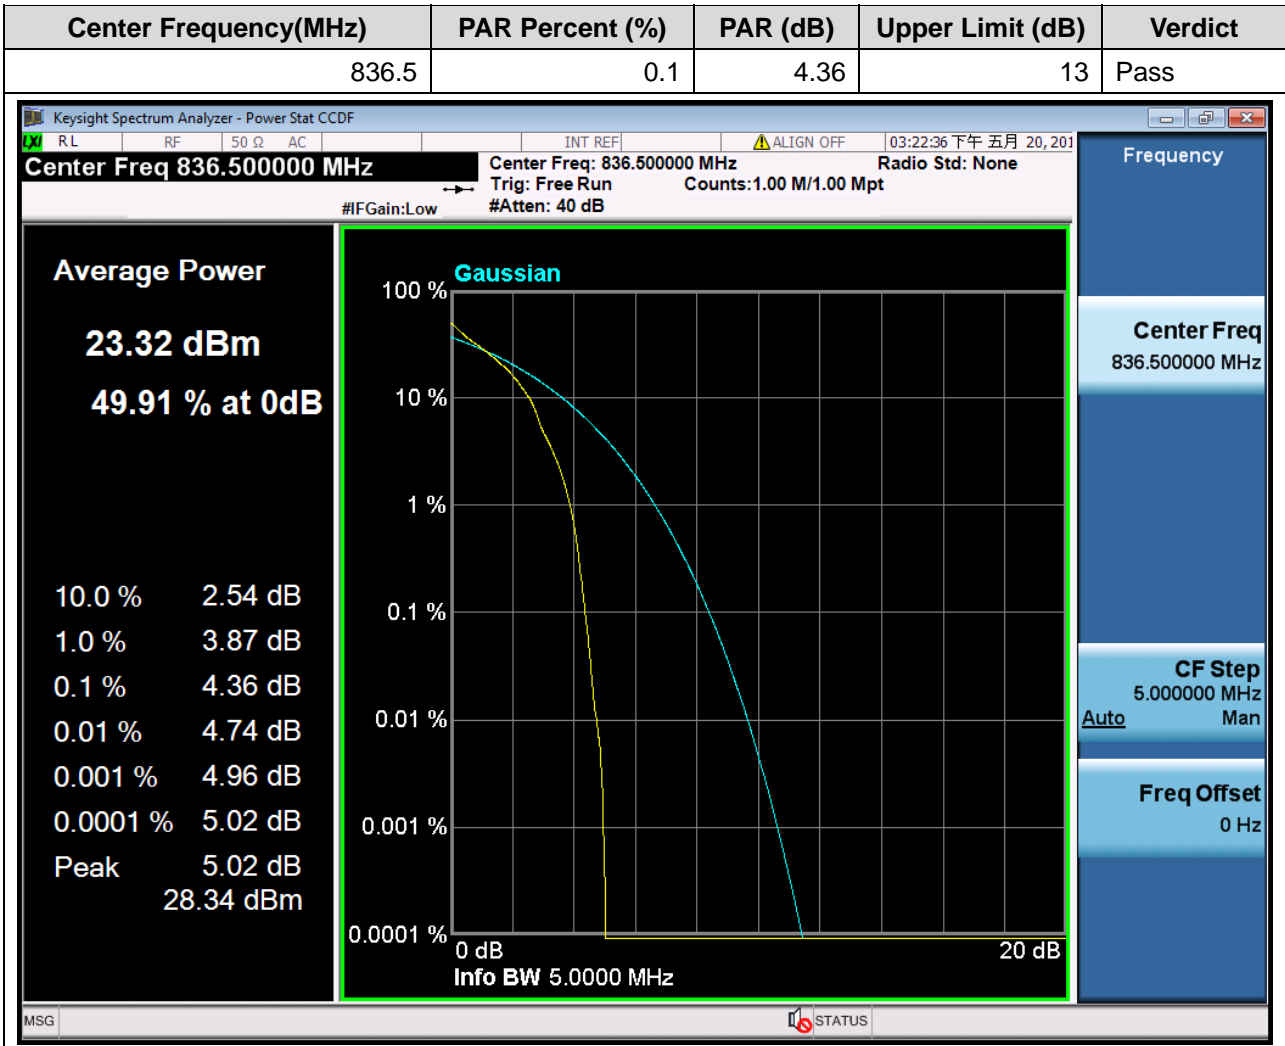 Center Frequency(MHz) PAR Percent (%) PAR (dB) Upper Limit (dB) Verdict
836.5 0.1 4.36 13 Pass
Keysight Spectrum Analyzer - Power Stat CCDF
LXI RL RF 50 Ω AC INT REF ALIGN OFF 03:22:36 下午 五月 20, 201
Center Freq 836.500000 MHz
Center Freq: 836.500000 MHz Radio Std: None
Trig: Free Run Counts:1.00 M/1.00 Mpt
#IFGain:Low #Atten: 40 dB
Average Power
23.32 dBm
49.91 % at 0dB
10.0 % 2.54 dB
1.0 % 3.87 dB
0.1 % 4.36 dB
0.01 % 4.74 dB
0.001 % 4.96 dB
0.0001 % 5.02 dB
Peak 5.02 dB
28.34 dBm
Gaussian
100 %
10 %
1 %
0.1 %
0.01 %
0.001 %
0.0001 %
0 dB 20 dB
Info BW 5.0000 MHz
Frequency
Center Freq
836.500000 MHz
CF Step
5.000000 MHz
Auto Man
Freq Offset
0 Hz
MSG STATUS